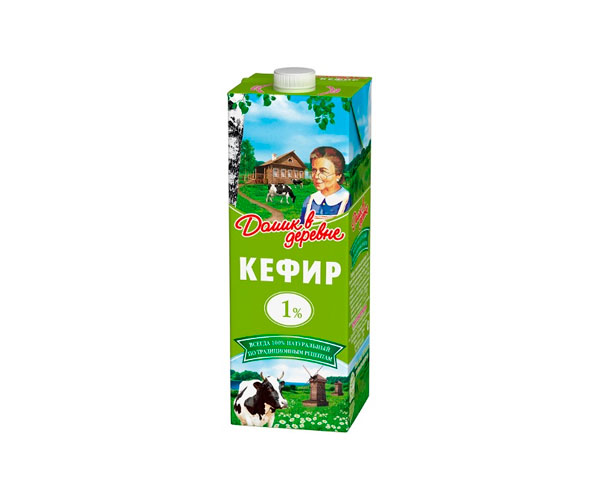 Домик в
деревне
КЕФИР
1%
ВСЕГДА 100% НАТУРАЛЬНЫЙ
ПО ТРАДИЦИОННЫМ РЕЦЕПТАМ